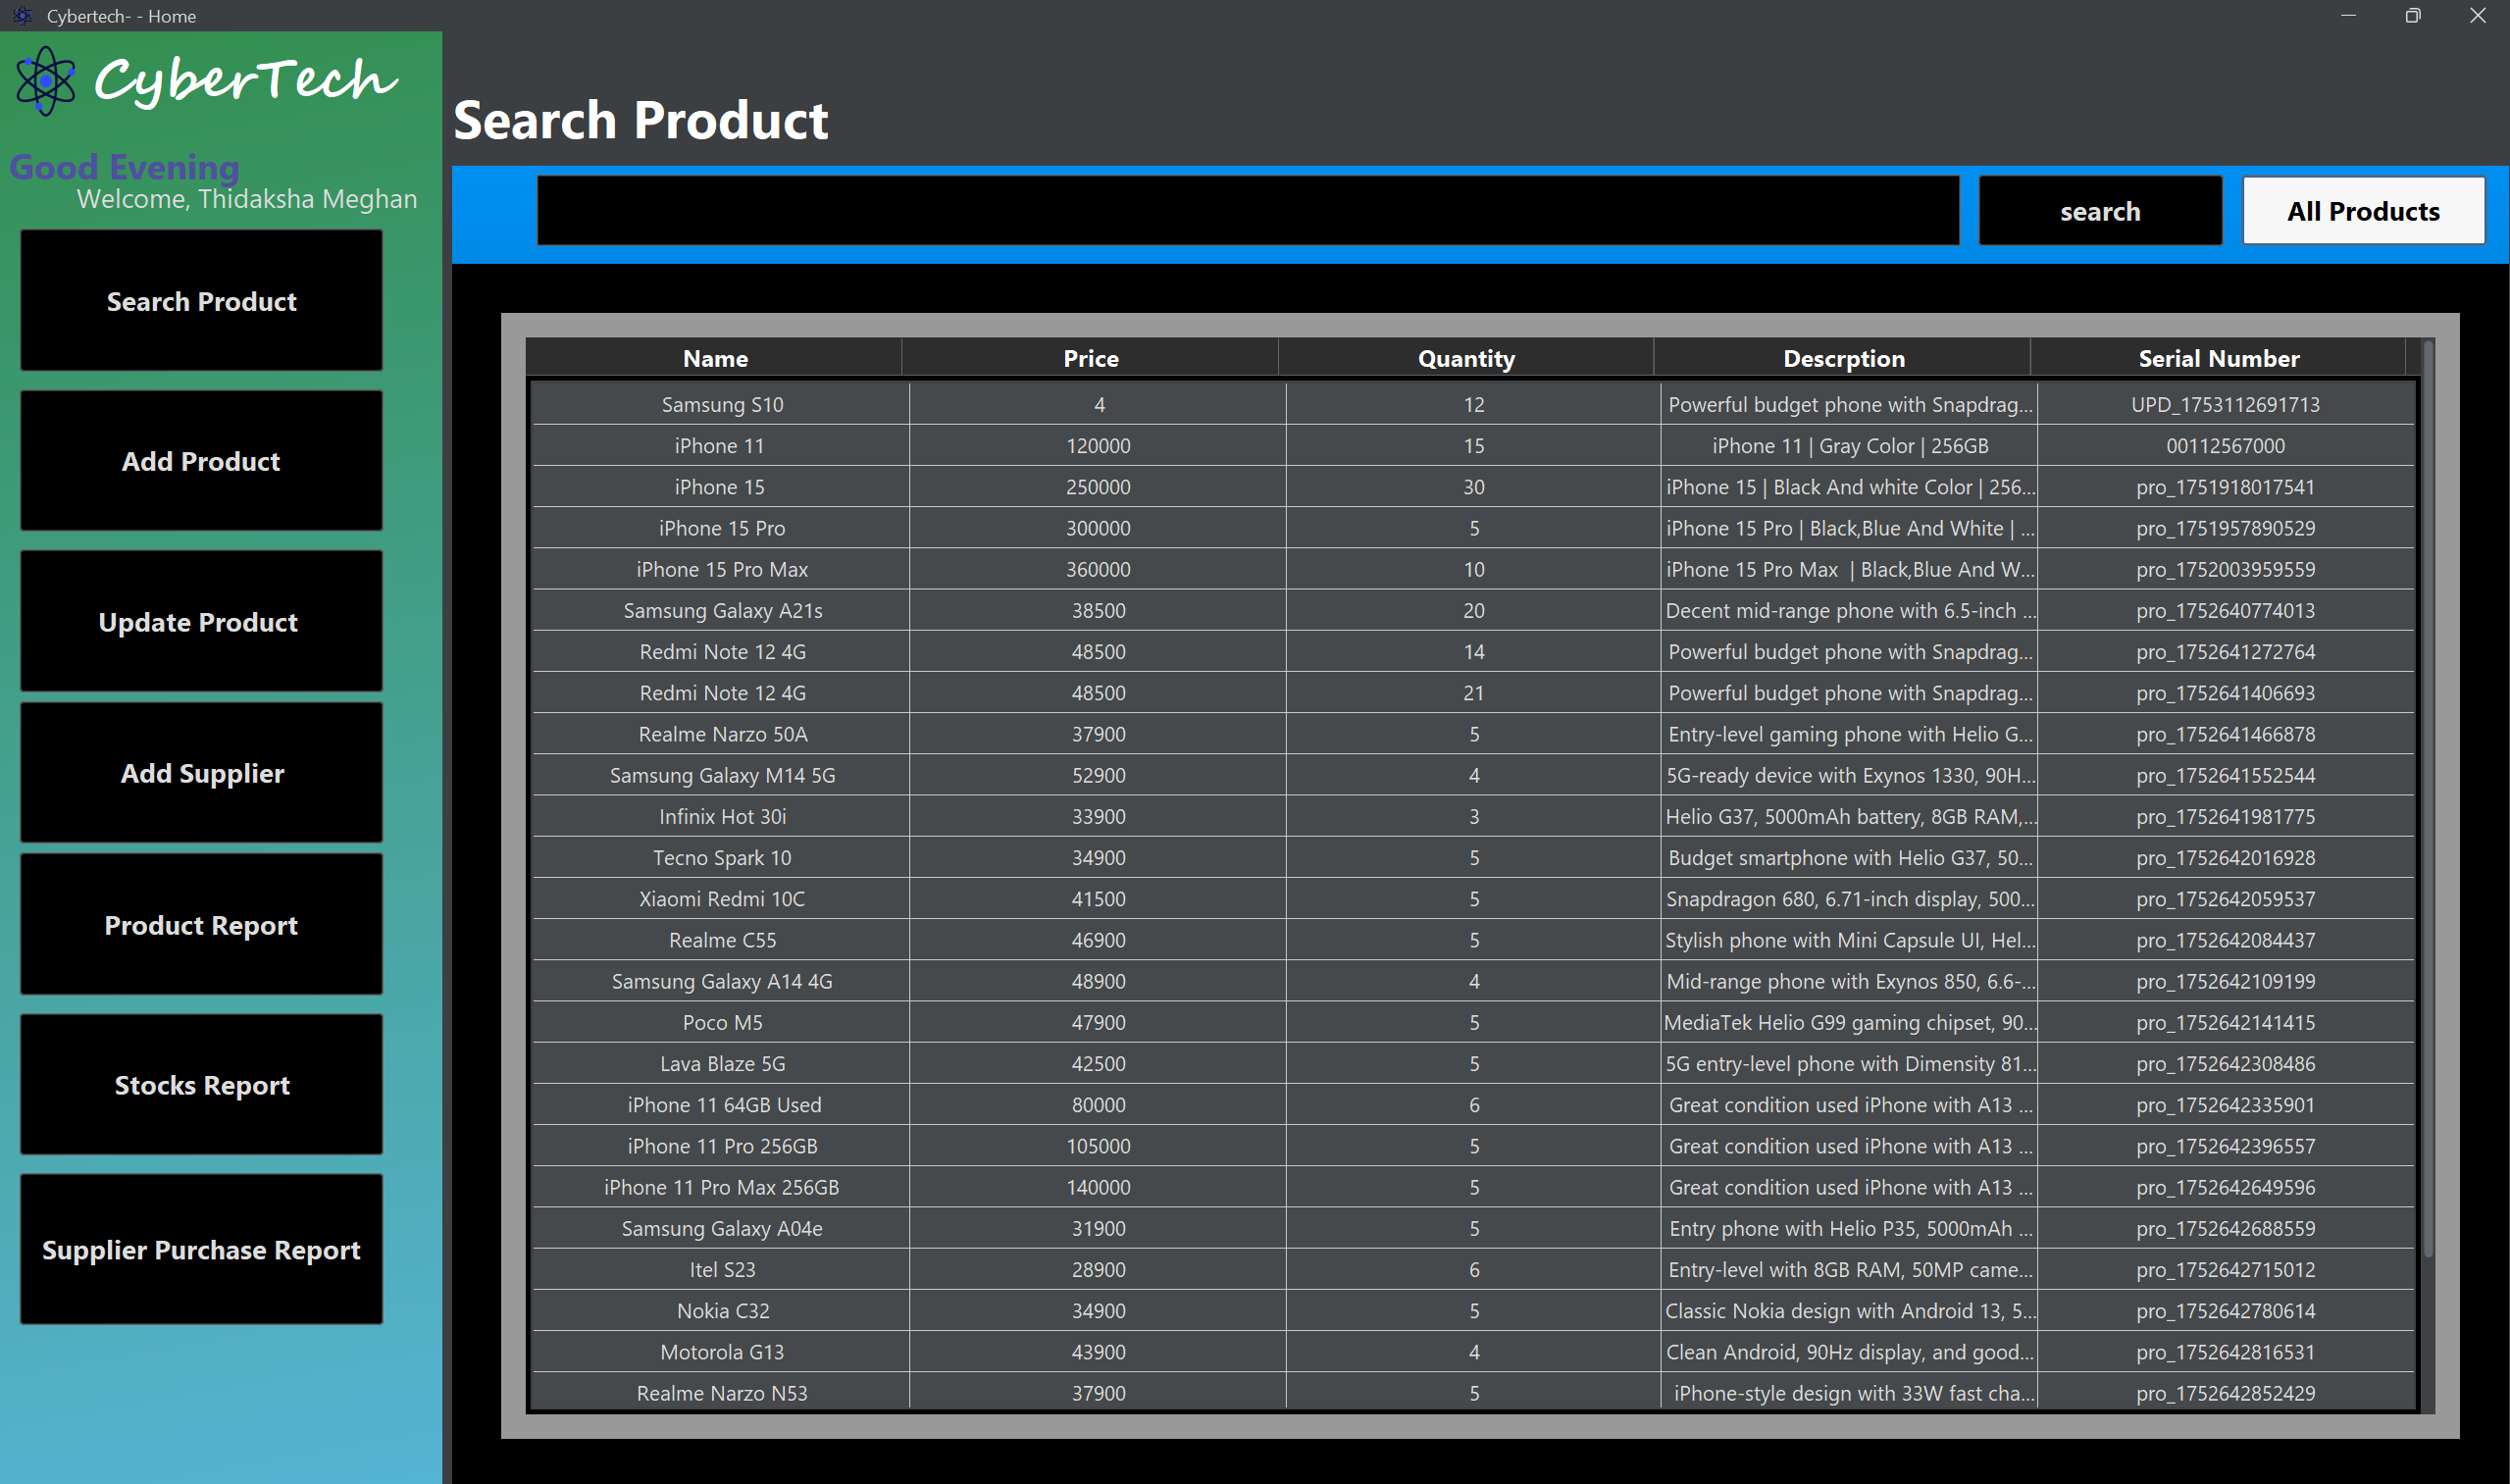 Cybertech- - Home
CyberTech
Good Evening
Welcome, Thidaksha Meghan
Search Product
Add Product
Update Product
Add Supplier
Product Report
Stocks Report
Supplier Purchase Report
Search Product
search All Products
Name Price Quantity Descrption Serial Number
Samsung S10 4 12 Powerful budget phone with Snapdrag... UPD_1753112691713
iPhone 11 120000 15 iPhone 11 | Gray Color | 256GB 00112567000
iPhone 15 250000 30 iPhone 15 | Black And white Color | 256... pro_1751918017541
iPhone 15 Pro 300000 5 iPhone 15 Pro | Black,Blue And White | ... pro_1751957890529
iPhone 15 Pro Max 360000 10 iPhone 15 Pro Max | Black,Blue And W... pro_1752003959559
Samsung Galaxy A21s 38500 20 Decent mid-range phone with 6.5-inch ... pro_1752640774013
Redmi Note 12 4G 48500 14 Powerful budget phone with Snapdrag... pro_1752641272764
Redmi Note 12 4G 48500 21 Powerful budget phone with Snapdrag... pro_1752641406693
Realme Narzo 50A 37900 5 Entry-level gaming phone with Helio G... pro_1752641466878
Samsung Galaxy M14 5G 52900 4 5G-ready device with Exynos 1330, 90H... pro_1752641552544
Infinix Hot 30i 33900 3 Helio G37, 5000mAh battery, 8GB RAM,... pro_1752641981775
Tecno Spark 10 34900 5 Budget smartphone with Helio G37, 50... pro_1752642016928
Xiaomi Redmi 10C 41500 5 Snapdragon 680, 6.71-inch display, 500... pro_1752642059537
Realme C55 46900 5 Stylish phone with Mini Capsule UI, Hel... pro_1752642084437
Samsung Galaxy A14 4G 48900 4 Mid-range phone with Exynos 850, 6.6-... pro_1752642109199
Poco M5 47900 5 MediaTek Helio G99 gaming chipset, 90... pro_1752642141415
Lava Blaze 5G 42500 5 5G entry-level phone with Dimensity 81... pro_1752642308486
iPhone 11 64GB Used 80000 6 Great condition used iPhone with A13 ... pro_1752642335901
iPhone 11 Pro 256GB 105000 5 Great condition used iPhone with A13 ... pro_1752642396557
iPhone 11 Pro Max 256GB 140000 5 Great condition used iPhone with A13 ... pro_1752642649596
Samsung Galaxy A04e 31900 5 Entry phone with Helio P35, 5000mAh ... pro_1752642688559
Itel S23 28900 6 Entry-level with 8GB RAM, 50MP came... pro_1752642715012
Nokia C32 34900 5 Classic Nokia design with Android 13, 5... pro_1752642780614
Motorola G13 43900 4 Clean Android, 90Hz display, and good... pro_1752642816531
Realme Narzo N53 37900 5 iPhone-style design with 33W fast cha... pro_1752642852429